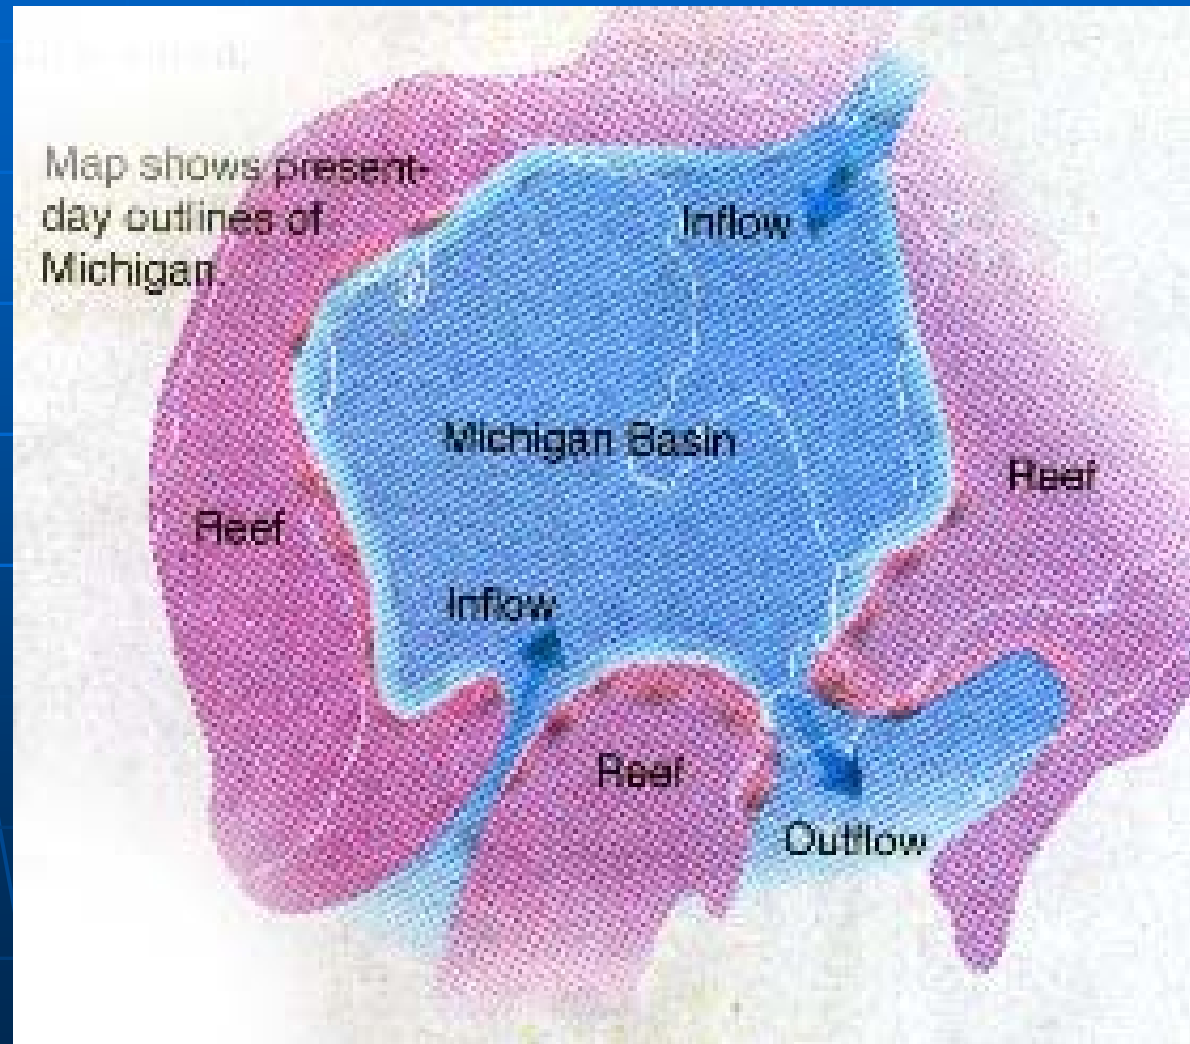 Map shows present-
day outlines of
Michigan.
Inflow
Michigan Basin
Reef
Reef
Inflow
Reef
Outflow